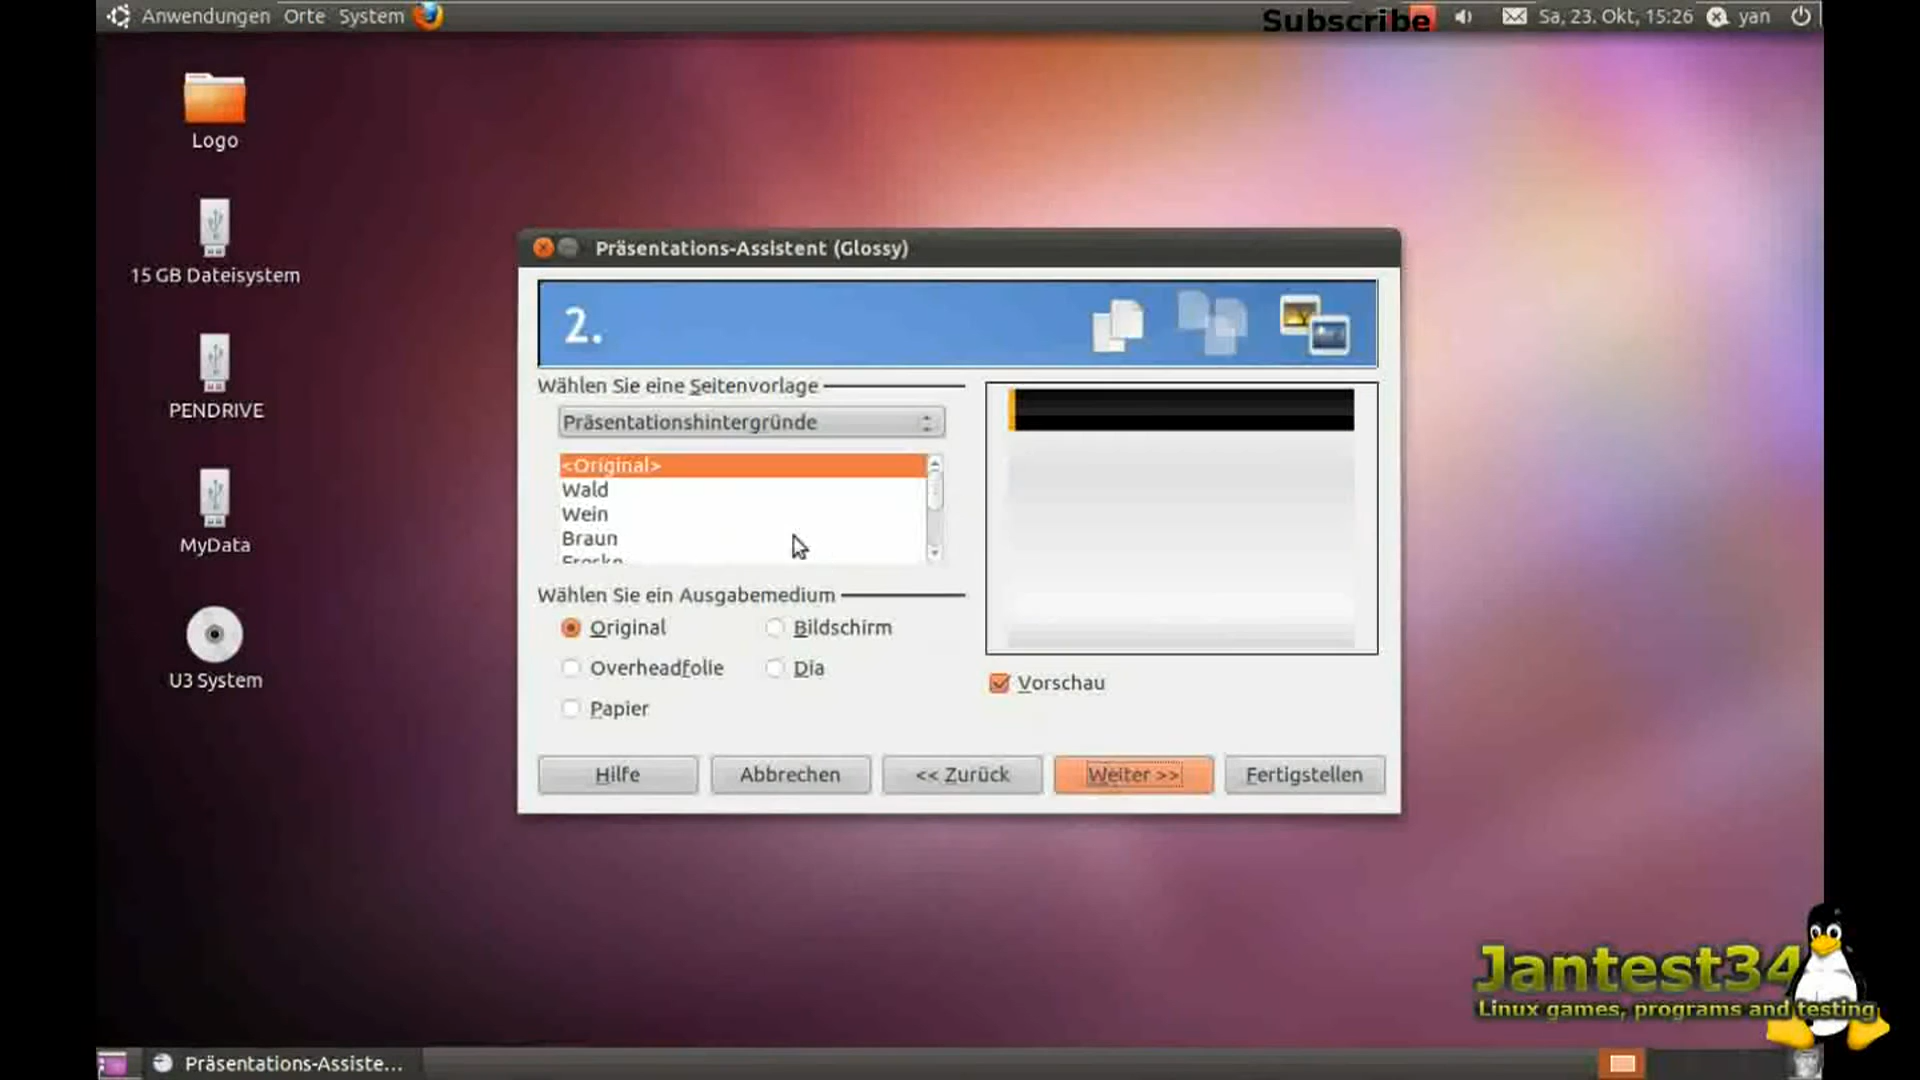 Anwendungen Orte System
Subscribe
Sa, 23. Okt, 15:26 yan
Logo
15 GB Dateisystem
PENDRIVE
MyData
U3 System
Präsentations-Assistent (Glossy)
2.
Wählen Sie eine Seitenvorlage
Präsentationshintergründe
<Original>
Wald
Wein
Braun
Wählen Sie ein Ausgabemedium
Original
Bildschirm
Overheadfolie
Dia
Papier
Vorschau
Hilfe
Abbrechen
<< Zurück
Weiter >>
Fertigstellen
Jantest34
Linux games, programs and testing
Präsentations-Assiste...